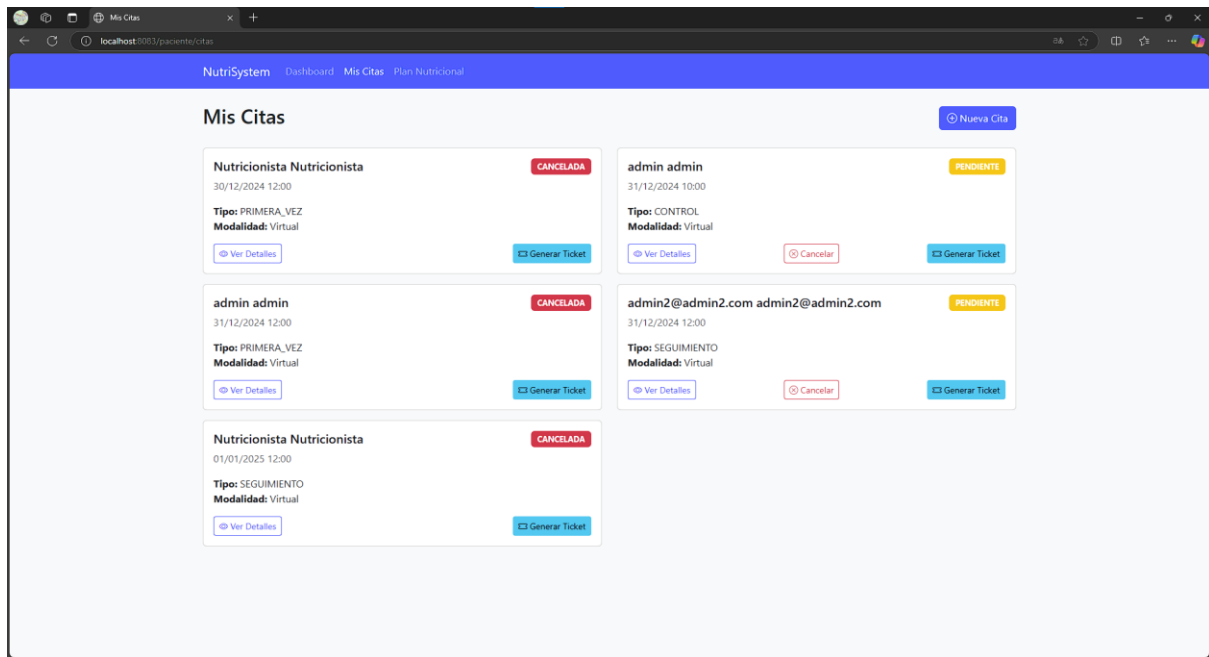 Mis Citas
localhost:8083/paciente/citas
NutriSystem Dashboard Mis Citas Plan Nutricional
Mis Citas
Nueva Cita
Nutricionista Nutricionista
CANCELADA
30/12/2024 12:00
Tipo: PRIMERA_VEZ
Modalidad: Virtual
Ver Detalles
Generar Ticket
admin admin
PENDIENTE
31/12/2024 10:00
Tipo: CONTROL
Modalidad: Virtual
Ver Detalles
Cancelar
Generar Ticket
admin admin
CANCELADA
31/12/2024 12:00
Tipo: PRIMERA_VEZ
Modalidad: Virtual
Ver Detalles
Generar Ticket
admin2@admin2.com admin2@admin2.com
PENDIENTE
31/12/2024 12:00
Tipo: SEGUIMIENTO
Modalidad: Virtual
Ver Detalles
Cancelar
Generar Ticket
Nutricionista Nutricionista
CANCELADA
01/01/2025 12:00
Tipo: SEGUIMIENTO
Modalidad: Virtual
Ver Detalles
Generar Ticket